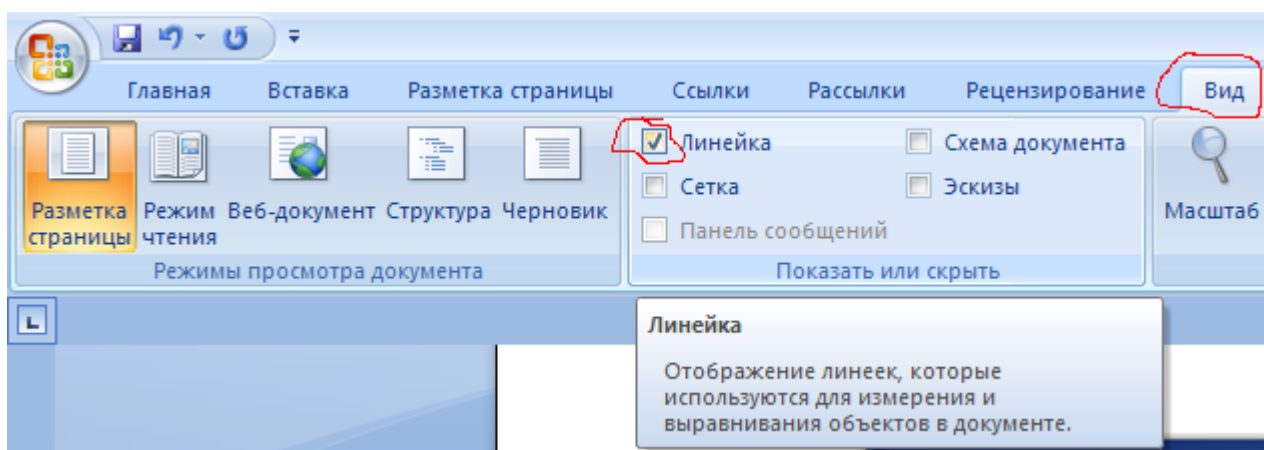 Главная Вставка Разметка страницы Ссылки Рассылки Рецензирование Вид
Разметка страницы
Режим чтения
Веб-документ
Структура
Черновик
Режимы просмотра документа
Линейка
Сетка
Панель сообщений
Схема документа
Эскизы
Показать или скрыть
Масштаб
Линейка
Отображение линеек, которые
используются для измерения и
выравнивания объектов в документе.